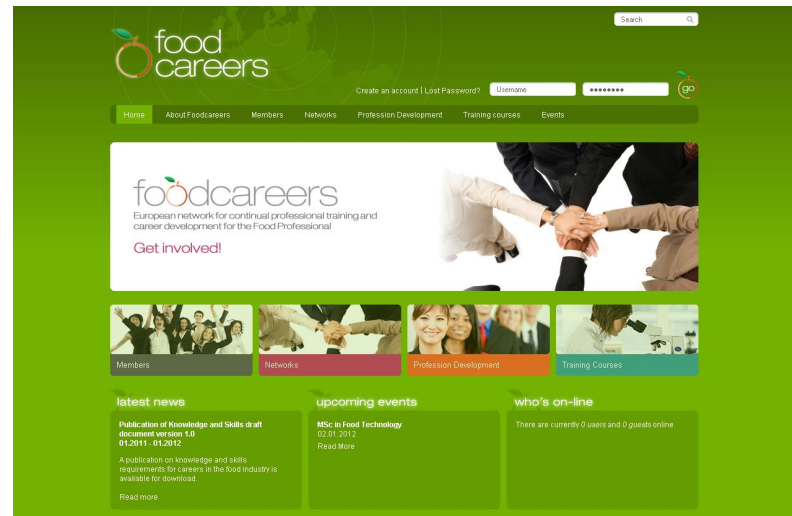 Search
food
careers
Create an account | Lost Password?
Username
••••••••
go
Home
About Foodcareers
Members
Networks
Profession Development
Training courses
Events
foodcareers
European network for continual professional training and
career development for the Food Professional
Get involved!
Members
Networks
Profession Development
Training Courses
latest news
Publication of Knowledge and Skills draft
document version 1.0
01.2011 - 01.2012
A publication on knowledge and skills
requirements for careers in the food industry is
available for download.
Read more
upcoming events
MSc in Food Technology
02.01.2012
Read More
who's on-line
There are currently 0 users and 0 guests online.